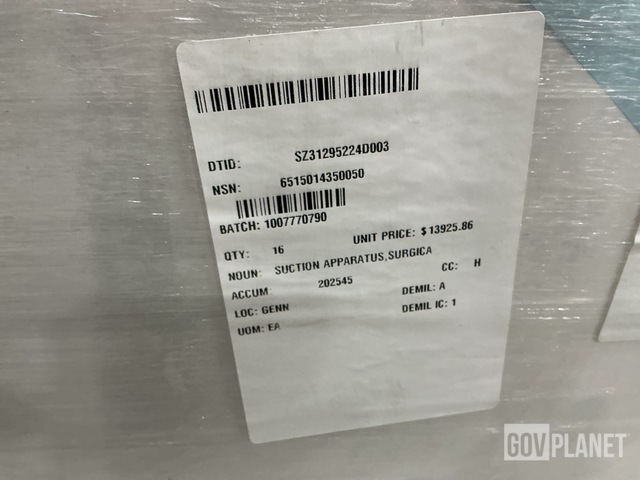 DTID: SZ31295224D003
NSN: 6515014350050
BATCH: 1007770790
QTY: 16 UNIT PRICE: $ 13925.86
NOUN: SUCTION APPARATUS,SURGICA
ACCUM: 202545 CC: H
LOC: GENN DEMIL: A
UOM: EA DEMIL IC: 1
GOVPLANET